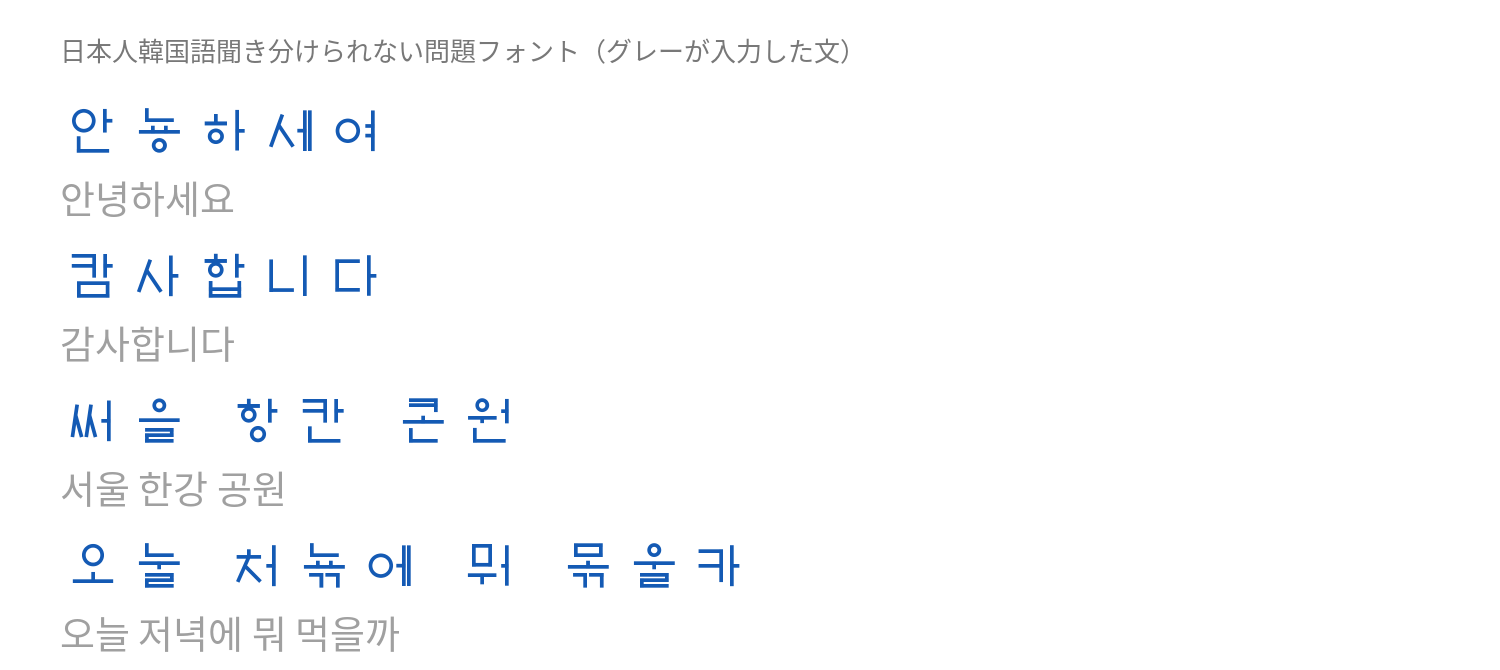 日本人韓国語聞き分けられない問題フォント（グレーが入力した文）
안뇽하세여
안녕하세요
캄사합니다
감사합니다
써을 항칸 콘원
서울 한강 공원
오눌 처뇦에 뭐 몪울카
오늘 저녁에 뭐 먹을까